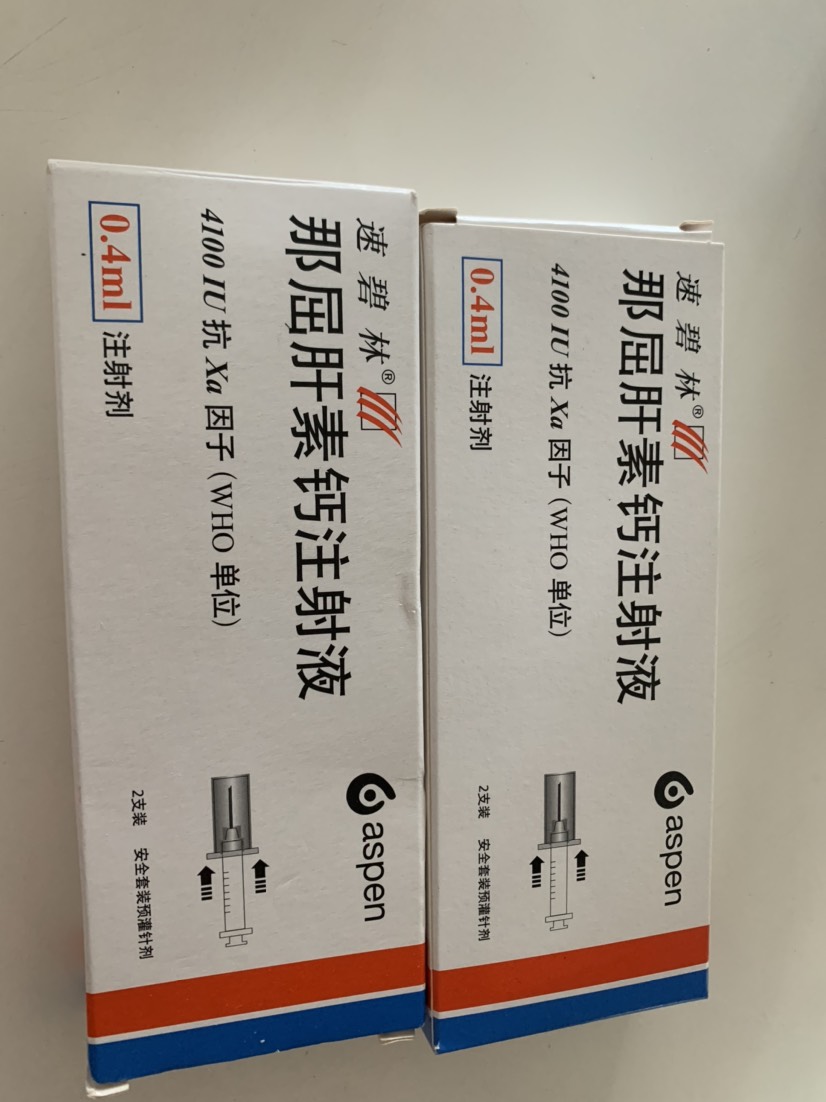 速碧林®
那屈肝素钙注射液
4100 IU 抗 Xa 因子 (WHO 单位)
0.4ml 注射剂
aspen
2支装 安全套装预灌针剂
速碧林®
那屈肝素钙注射液
4100 IU 抗 Xa 因子 (WHO 单位)
0.4ml 注射剂
aspen
2支装 安全套装预灌针剂